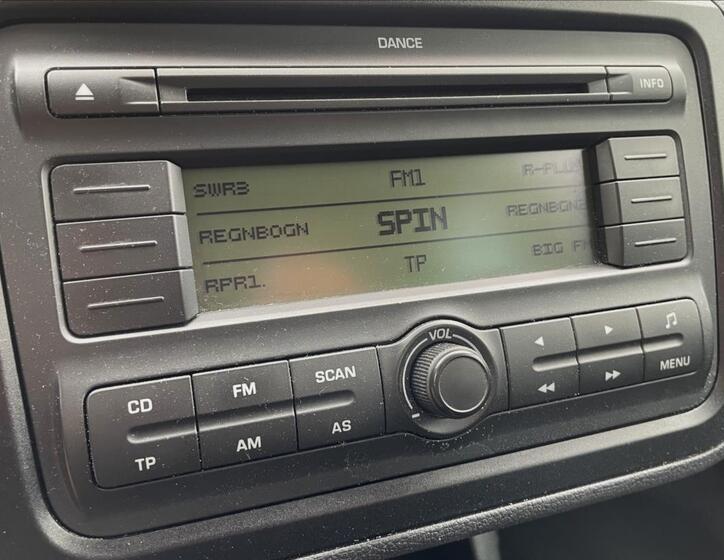 DANCE
INFO
SWR3 FM1 R-PLUS
REGNBOGN SPIN REGNBGN2
RPR1. TP BIG FM
VOL
CD FM SCAN
TP AM AS
MENU